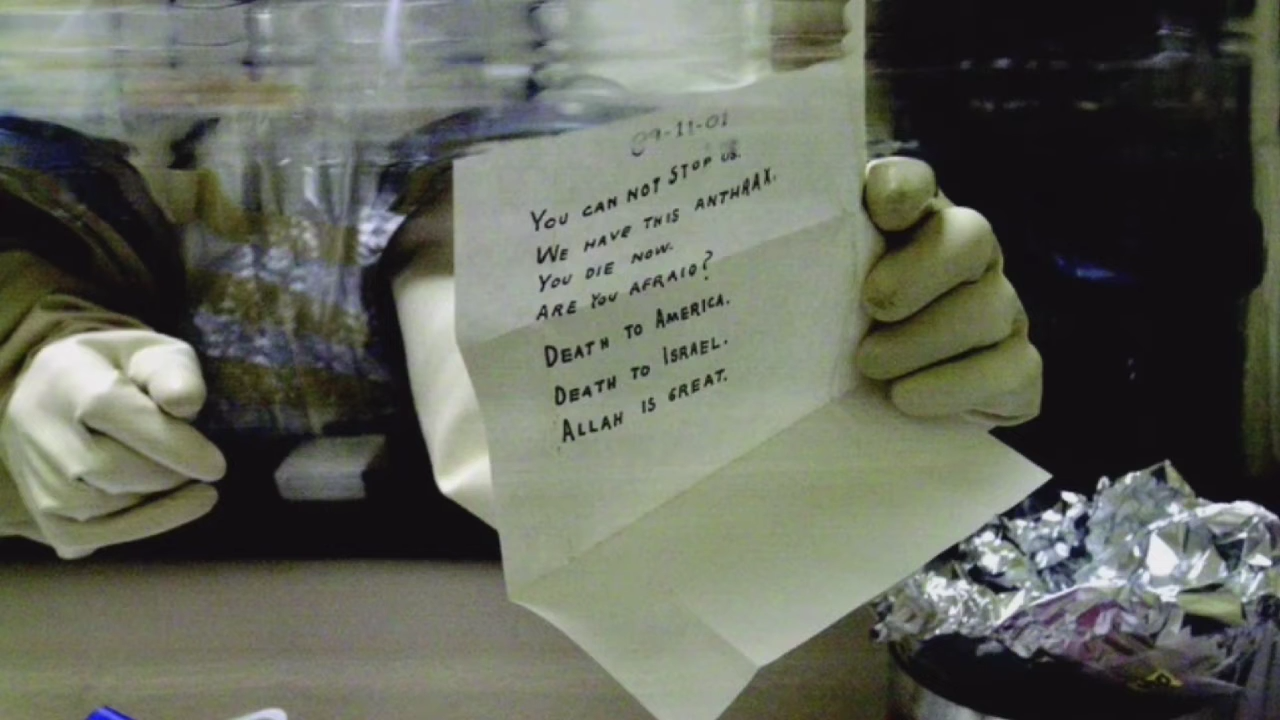 09-11-01
YOU CAN NOT STOP US.
WE HAVE THIS ANTHRAX.
YOU DIE NOW.
ARE YOU AFRAID?
DEATH TO AMERICA.
DEATH TO ISRAEL.
ALLAH IS GREAT.